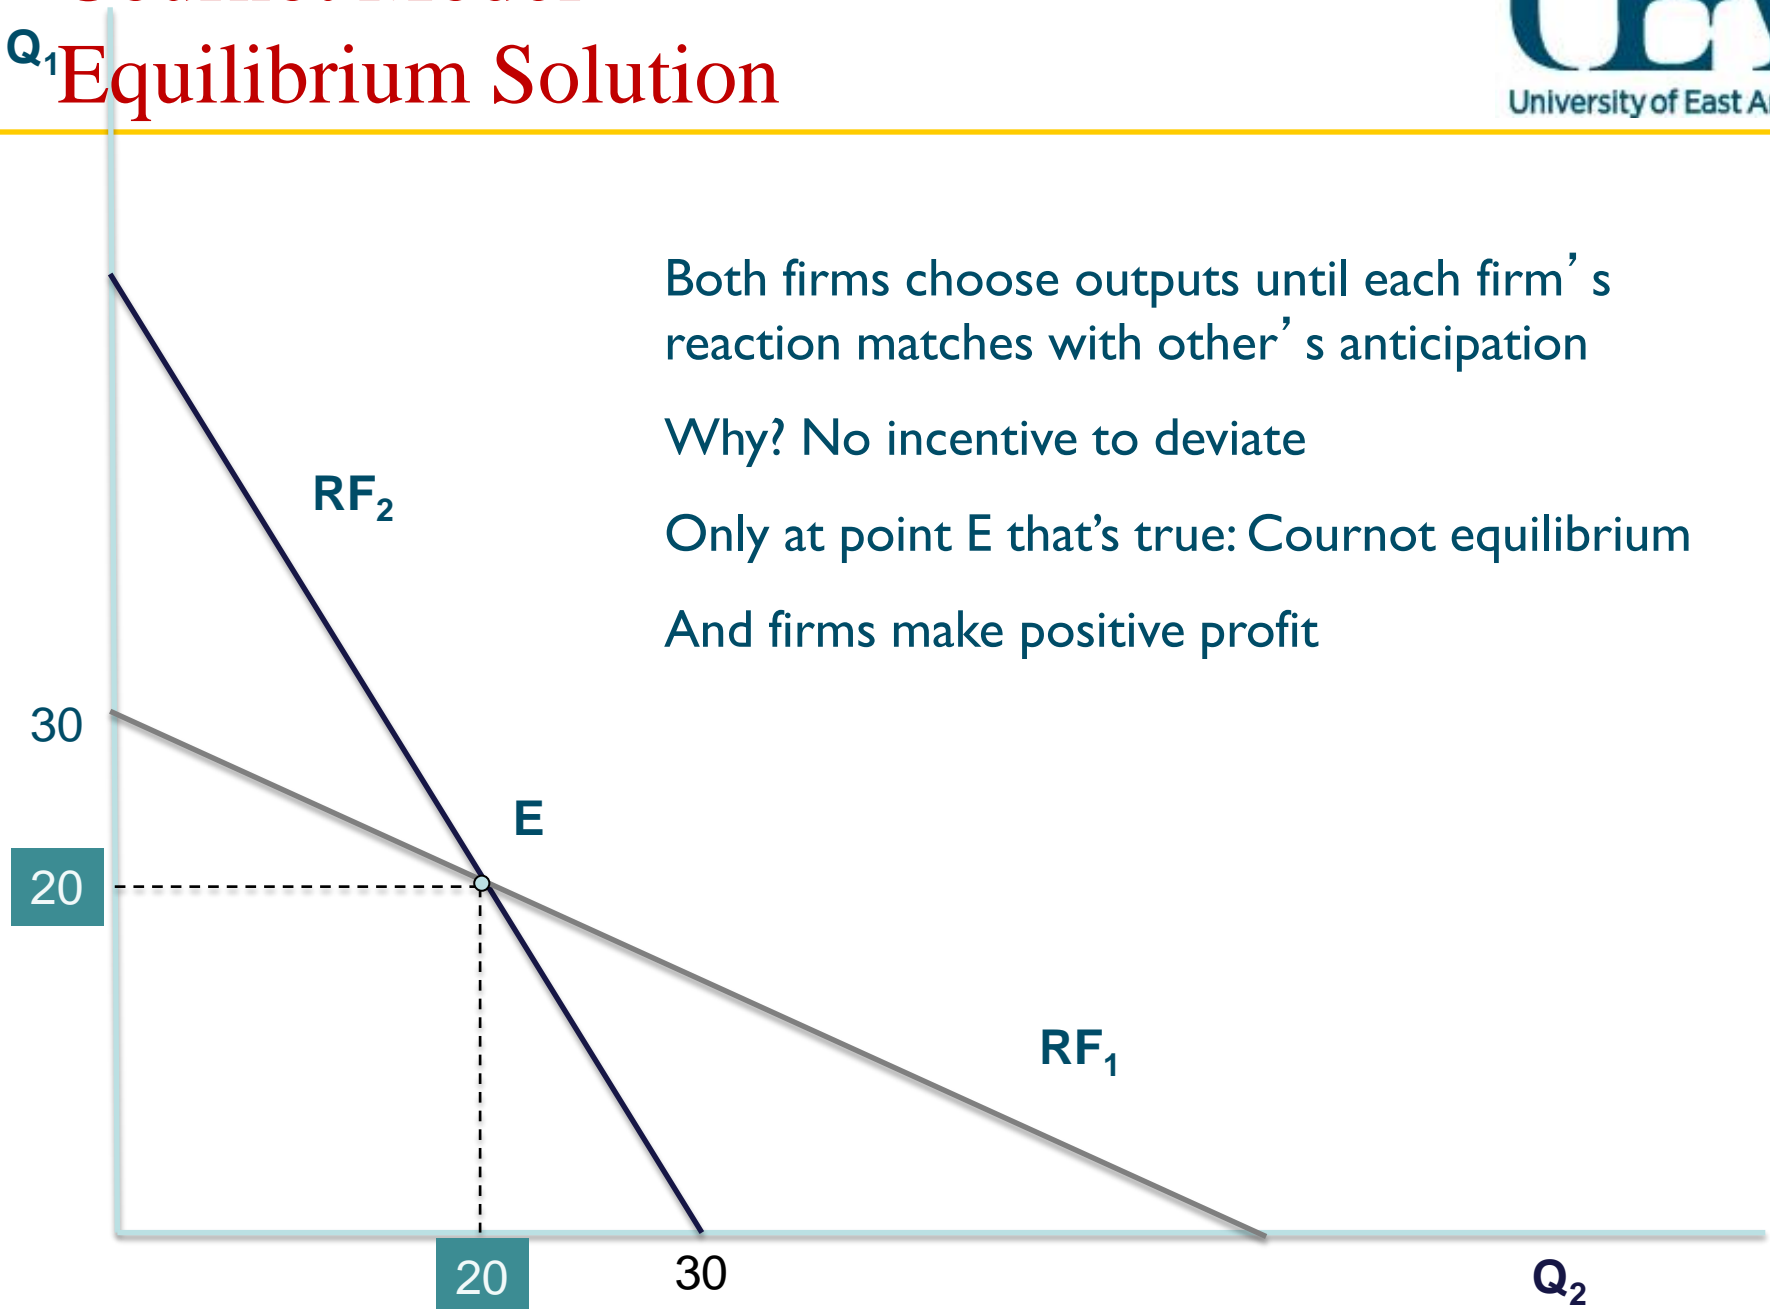 Cournot Model
Q₁
Equilibrium Solution
University of East A
Both firms choose outputs until each firm’s
reaction matches with other’s anticipation
Why? No incentive to deviate
Only at point E that’s true: Cournot equilibrium
And firms make positive profit
RF₂
30
E
20
RF₁
20
30
Q₂